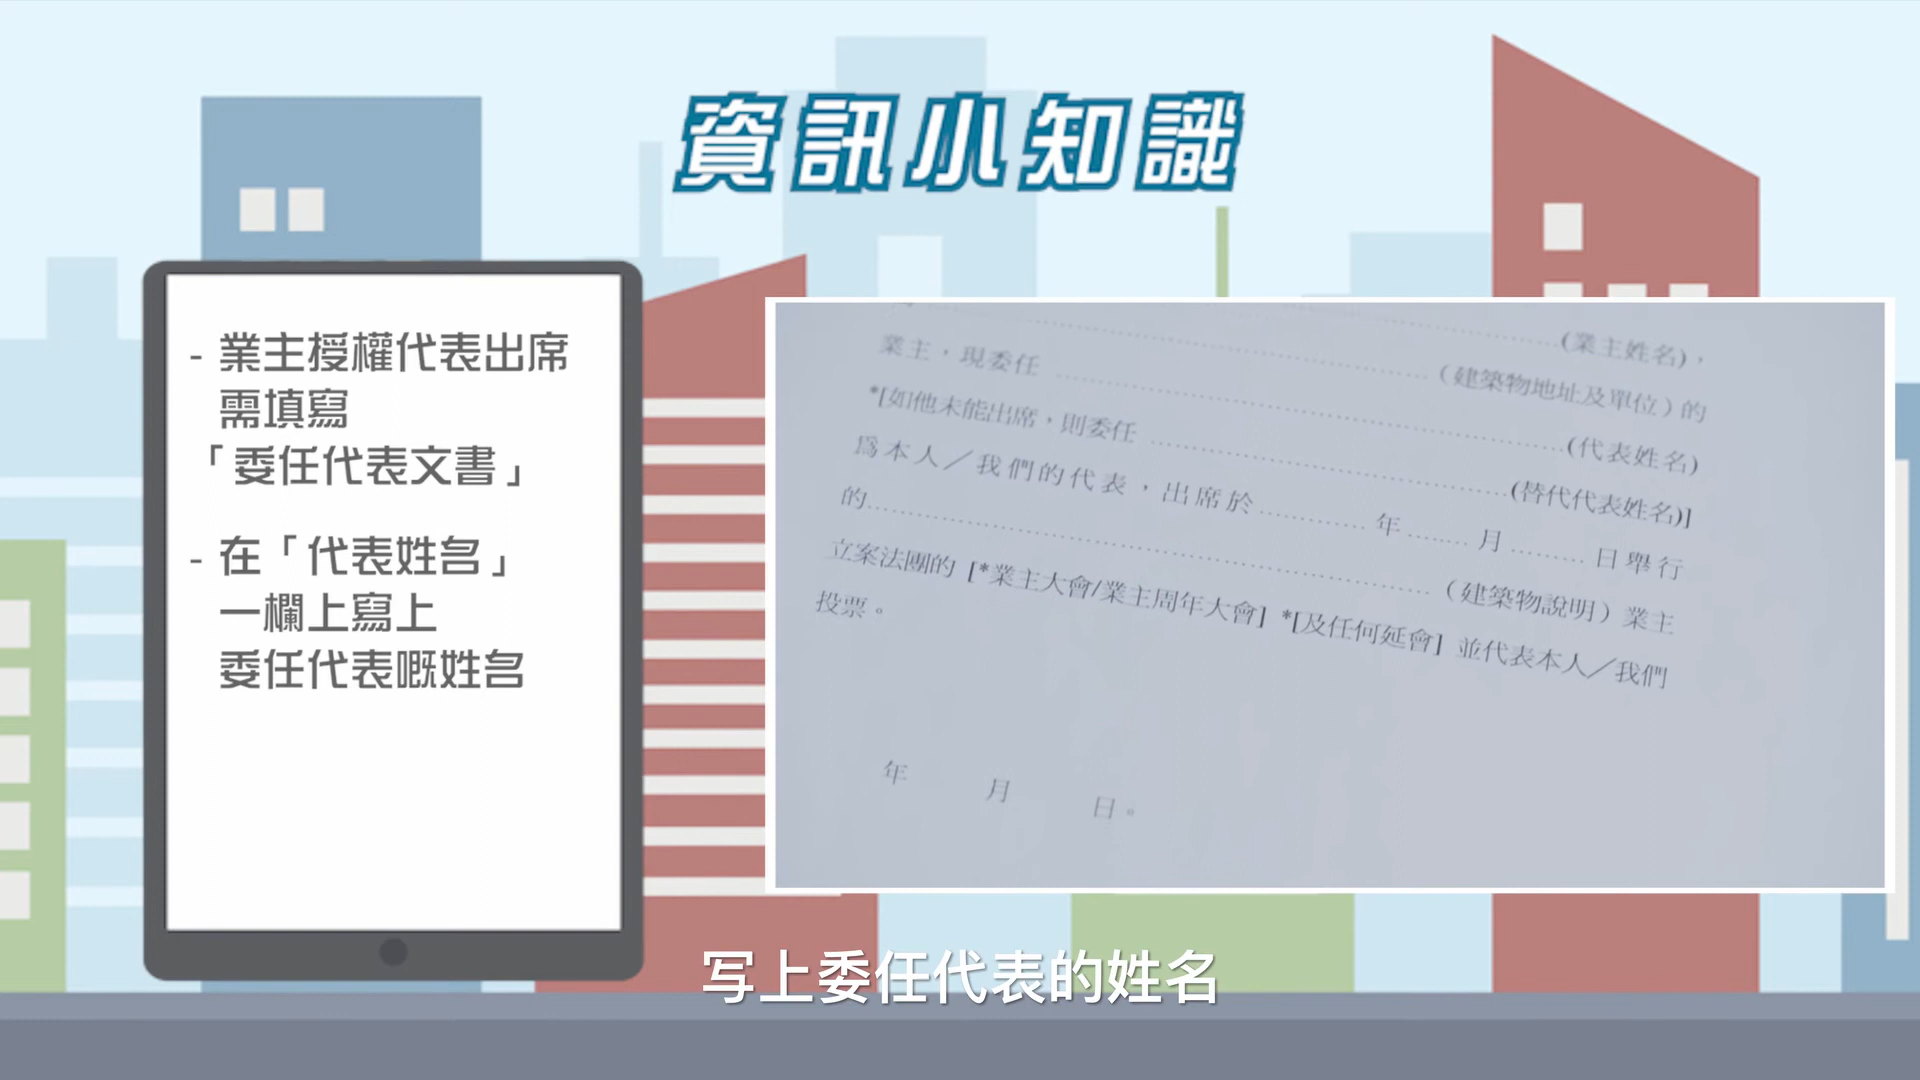 資訊小知識
- 業主授權代表出席
需填寫
「委任代表文書」
- 在「代表姓名」
一欄上寫上
委任代表嘅姓名
(業主姓名)，
(建築物地址及單位)的
業主，現委任
(代表姓名)
*[如他未能出席，則委任
(替代代表姓名)]
為本人／我們的代表，出席於............年........月.........日舉行
的
(建築物說明)業主
立案法團的 [*業主大會/業主周年大會] *[及任何延會] 並代表本人／我們
投票。
年 月 日。
写上委任代表的姓名